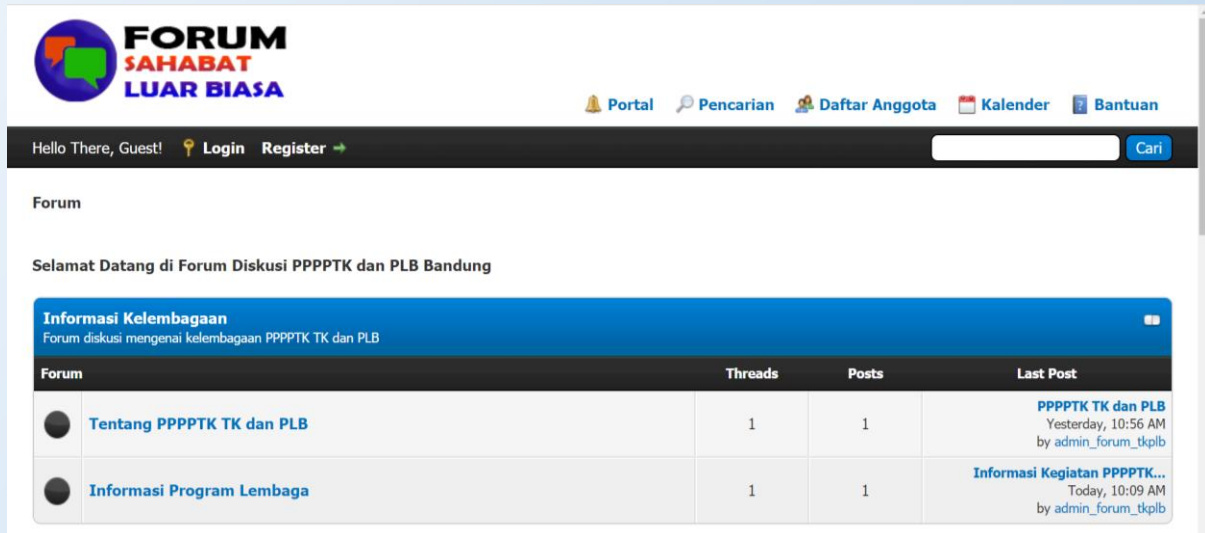 FORUM
SAHABAT
LUAR BIASA
Portal Pencarian Daftar Anggota Kalender Bantuan
Hello There, Guest! Login Register Cari
Forum
Selamat Datang di Forum Diskusi PPPPTK dan PLB Bandung
Informasi Kelembagaan
Forum diskusi mengenai kelembagaan PPPPTK TK dan PLB
Forum Threads Posts Last Post
Tentang PPPPTK TK dan PLB 1 1 PPPPTK TK dan PLB
Yesterday, 10:56 AM
by admin_forum_tkplb
Informasi Program Lembaga 1 1 Informasi Kegiatan PPPPTK...
Today, 10:09 AM
by admin_forum_tkplb